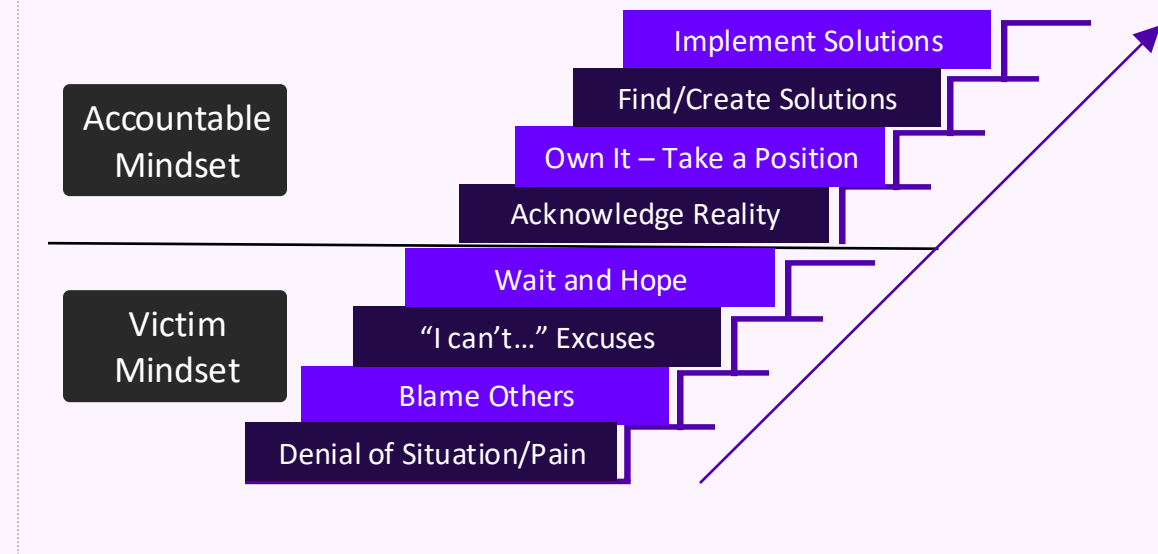 Implement Solutions
Find/Create Solutions
Accountable
Mindset
Own It – Take a Position
Acknowledge Reality
Wait and Hope
“I can’t…” Excuses
Victim
Mindset
Blame Others
Denial of Situation/Pain